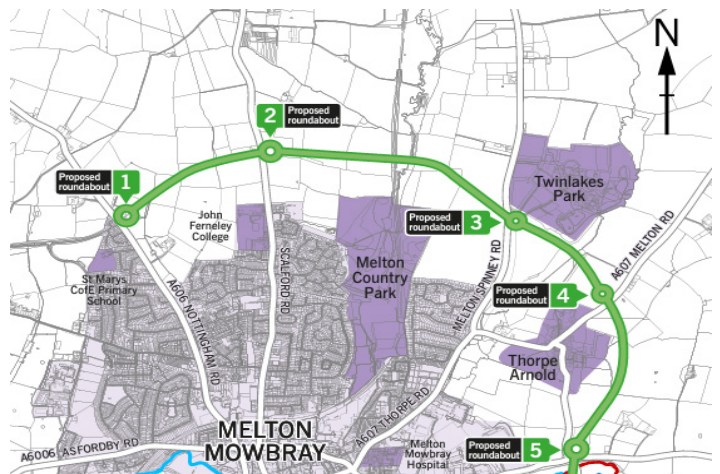 N
2
Proposed
roundabout
Proposed
roundabout
1
Twinlakes
Park
John
Ferneley
College
Proposed
roundabout
3
SCALFORD RD
Melton
Country
Park
MELTON SPINNEY RD
A607 MELTON RD
St Marys
CofE Primary
School
A606 NOTTINGHAM RD
Proposed
roundabout
4
Thorpe
Arnold
A607 THORPE RD
MELTON
MOWBRAY
A6006 ASFORDBY RD
Melton
Mowbray
Hospital
Proposed
roundabout
5